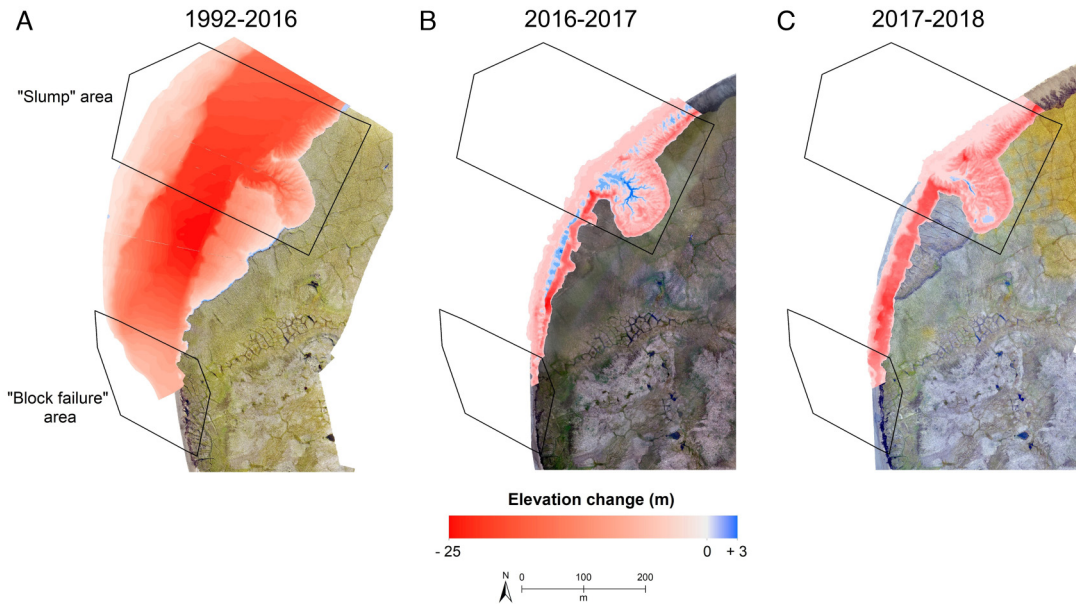 A
1992-2016
B
2016-2017
C
2017-2018
"Slump" area
"Block failure"
area
Elevation change (m)
- 25
0
+ 3
N
0
100
200
m